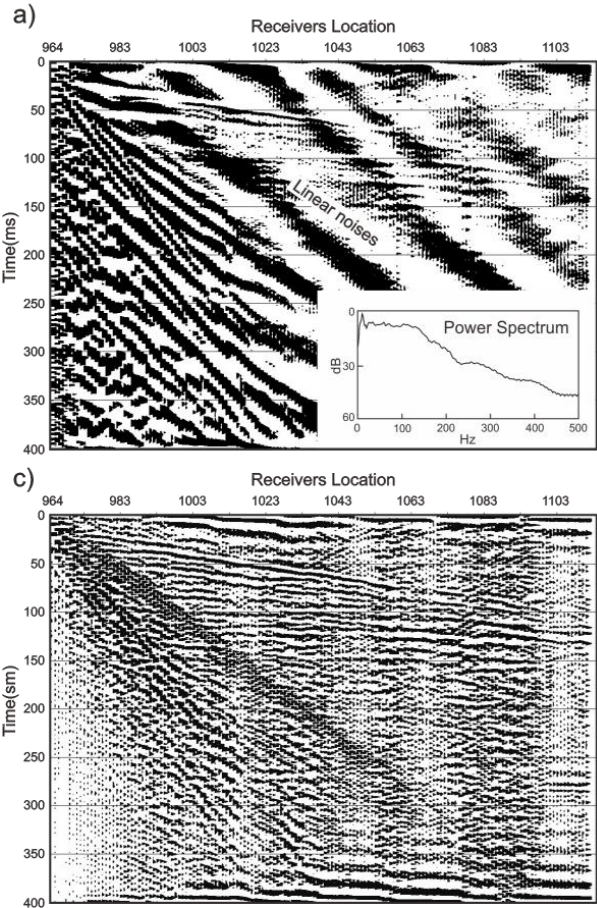 a)
Receivers Location
964 983 1003 1023 1043 1063 1083 1103
Time(ms)
0
50
100
150
200
250
300
350
400
Linear noises
Power Spectrum
dB
0
30
60
0 100 200 300 400 500
Hz
c)
Receivers Location
964 983 1003 1023 1043 1063 1083 1103
Time(sm)
0
50
100
150
200
250
300
350
400